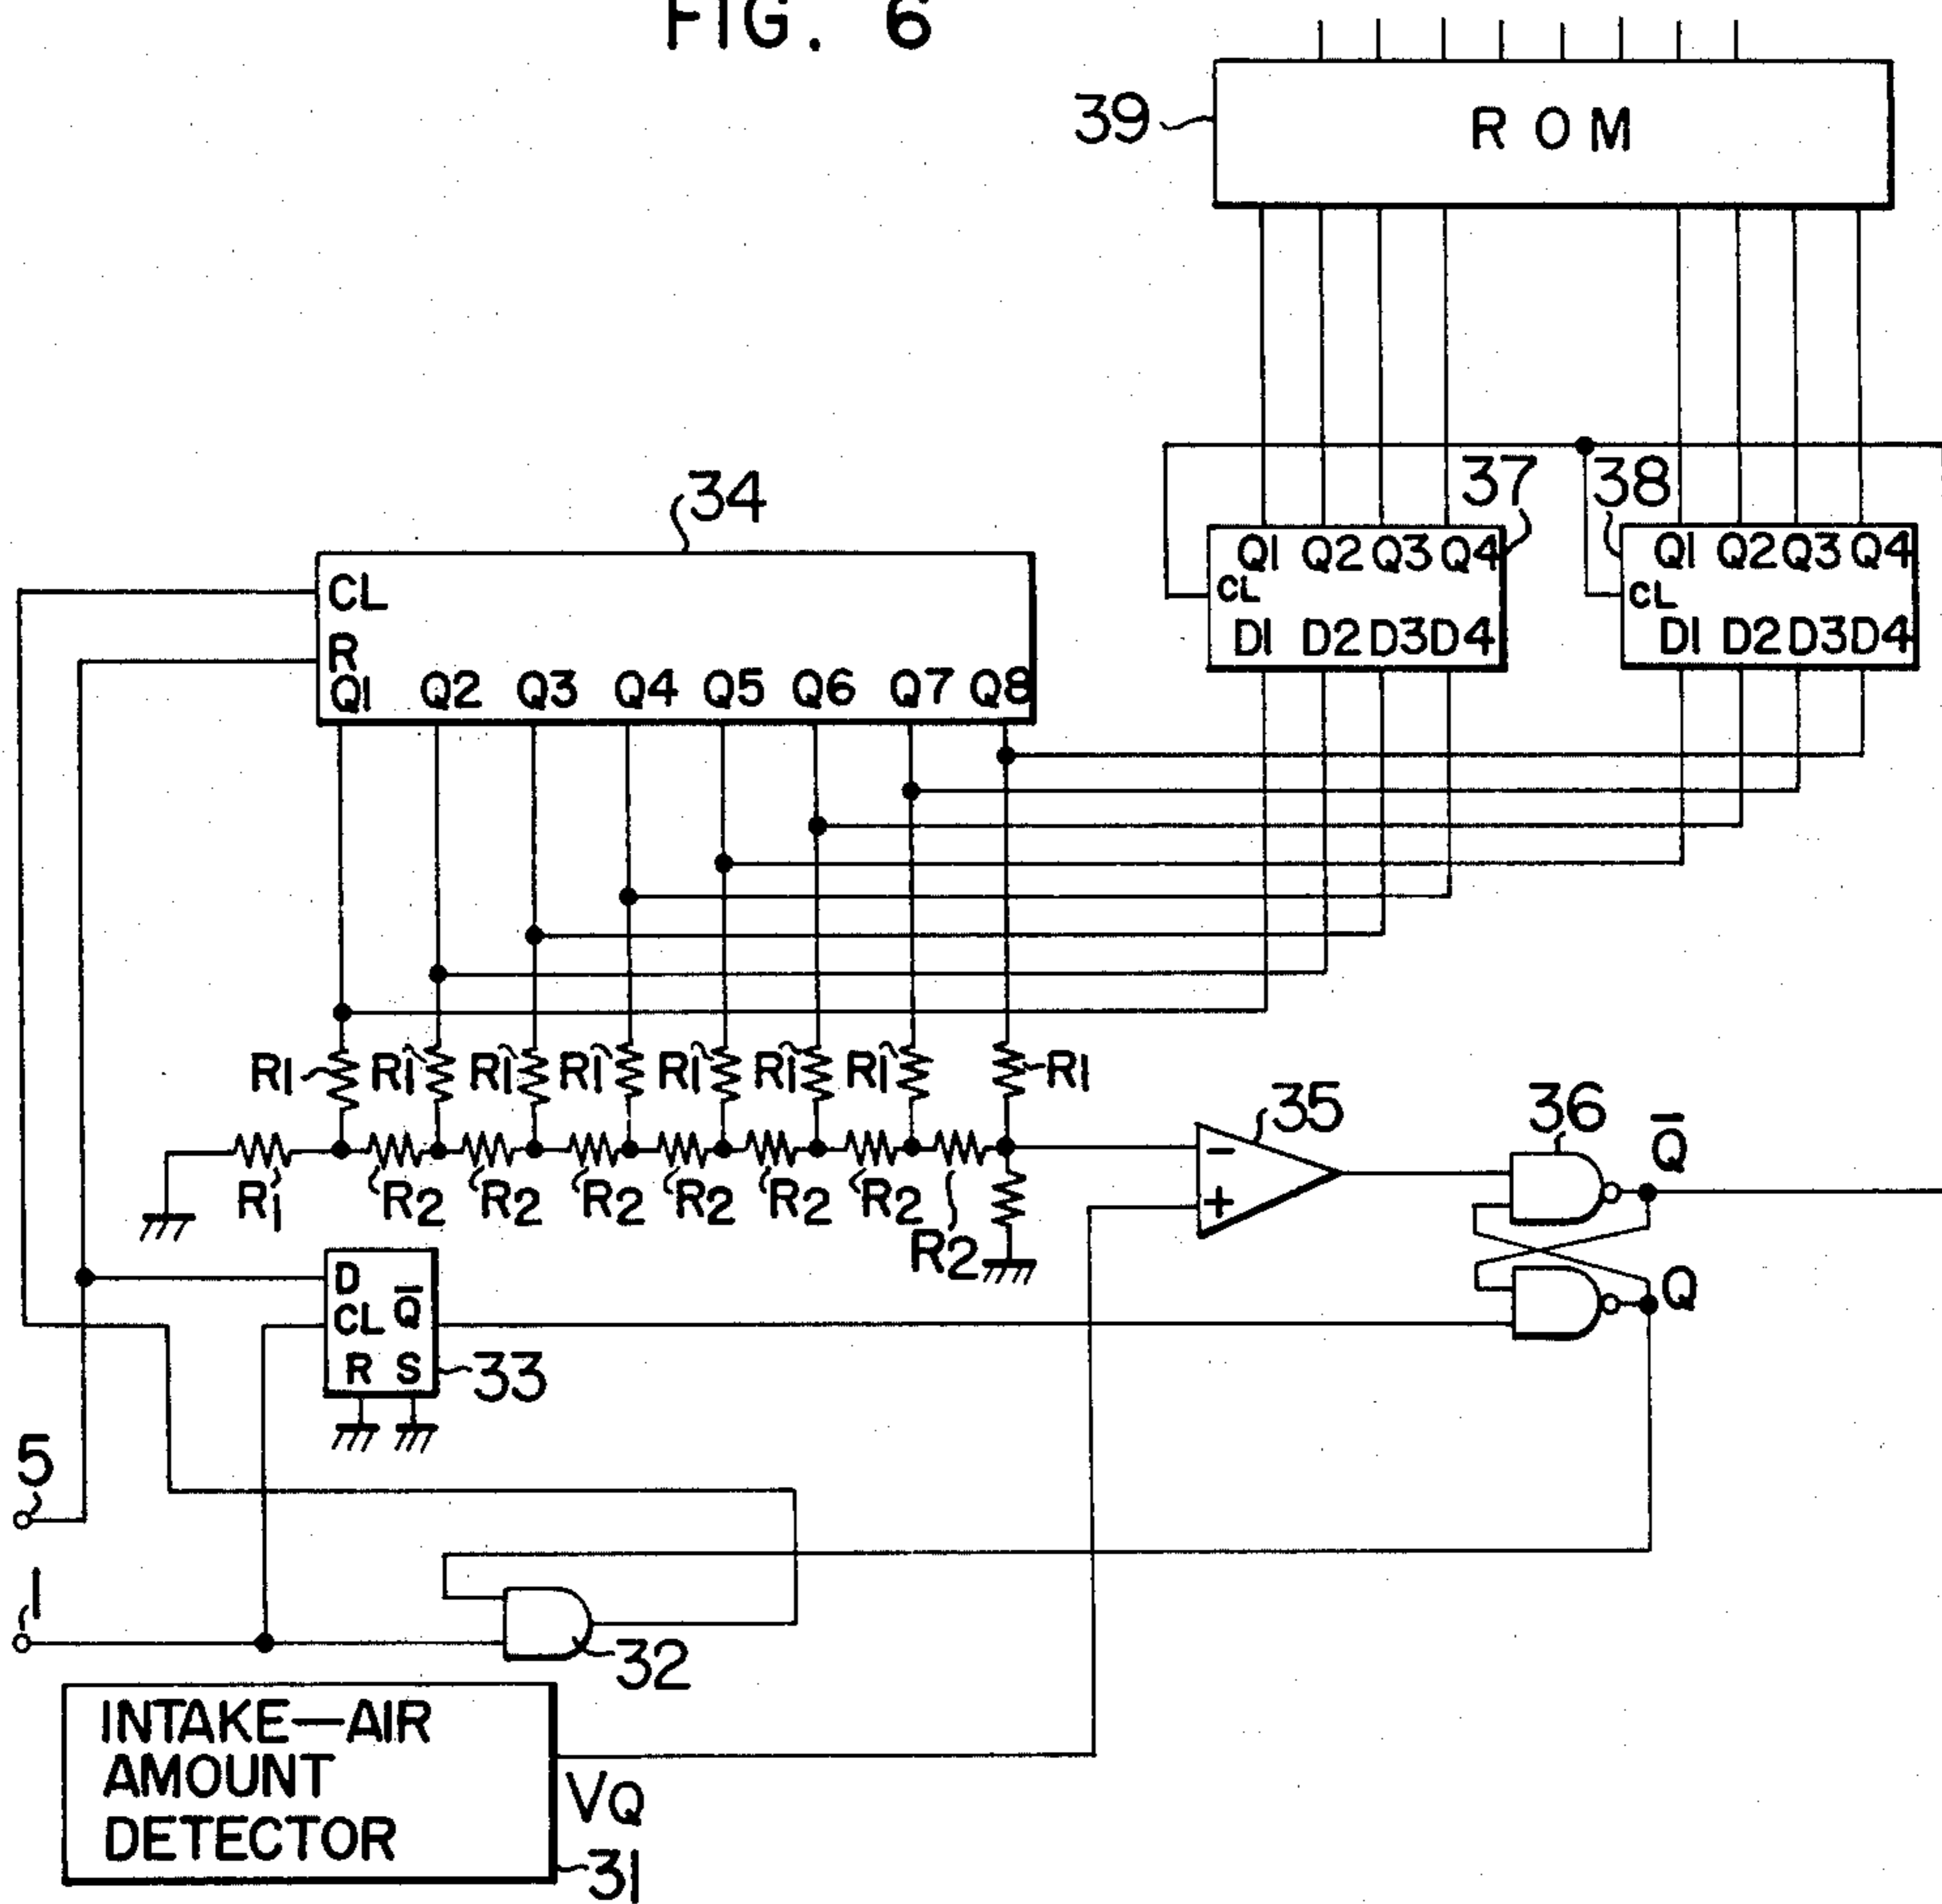 FIG. 6
39
ROM
34
37
38
Q1 Q2 Q3 Q4
CL
D1 D2 D3 D4
Q1 Q2 Q3 Q4
CL
D1 D2 D3 D4
CL
R
Q1 Q2 Q3 Q4 Q5 Q6 Q7 Q8
R1 R1 R1 R1 R1 R1 R1 R1
R1 R2 R2 R2 R2 R2 R2 R2
35
-
+
36
Q̅
Q
D
CL Q̅
R S
33
5
1
32
INTAKE-AIR
AMOUNT
DETECTOR
VQ
31